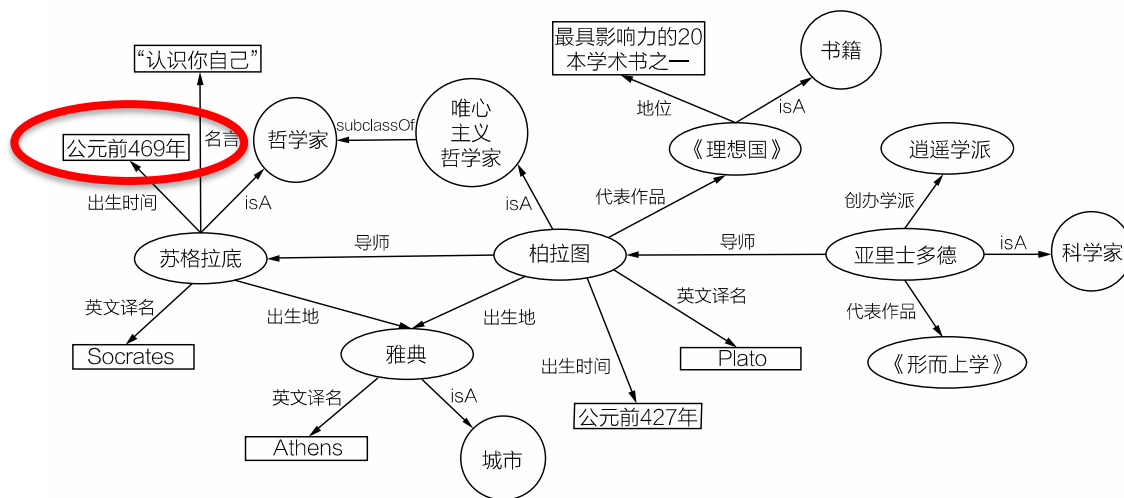 最具影响力的20
本学术书之一
书籍
“认识你自己”
地位
isA
唯心
主义
哲学家
subclassOf
哲学家
名言
公元前469年
《理想国》
逍遥学派
出生时间
isA
isA
代表作品
创办学派
苏格拉底
导师
柏拉图
导师
亚里士多德
isA
科学家
英文译名
出生地
出生地
英文译名
代表作品
Socrates
雅典
Plato
《形而上学》
出生时间
英文译名
isA
公元前427年
Athens
城市